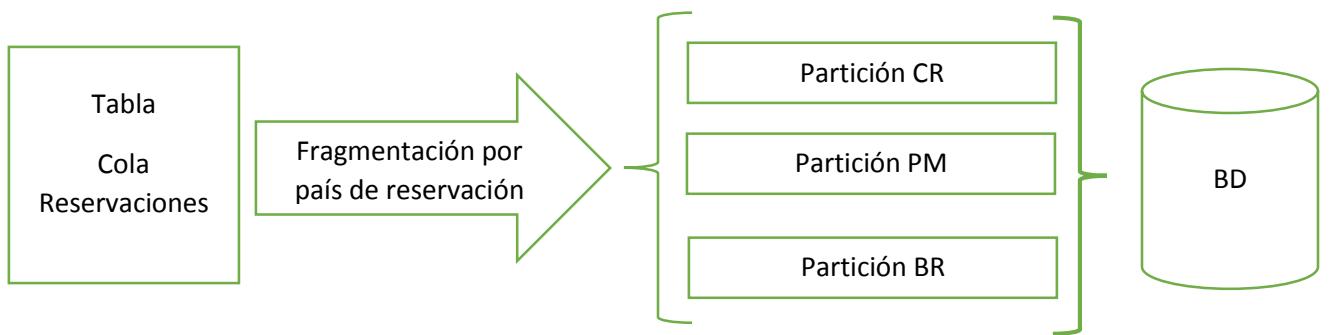 Tabla
Cola
Reservaciones
Fragmentación por
país de reservación
Partición CR
Partición PM
Partición BR
BD